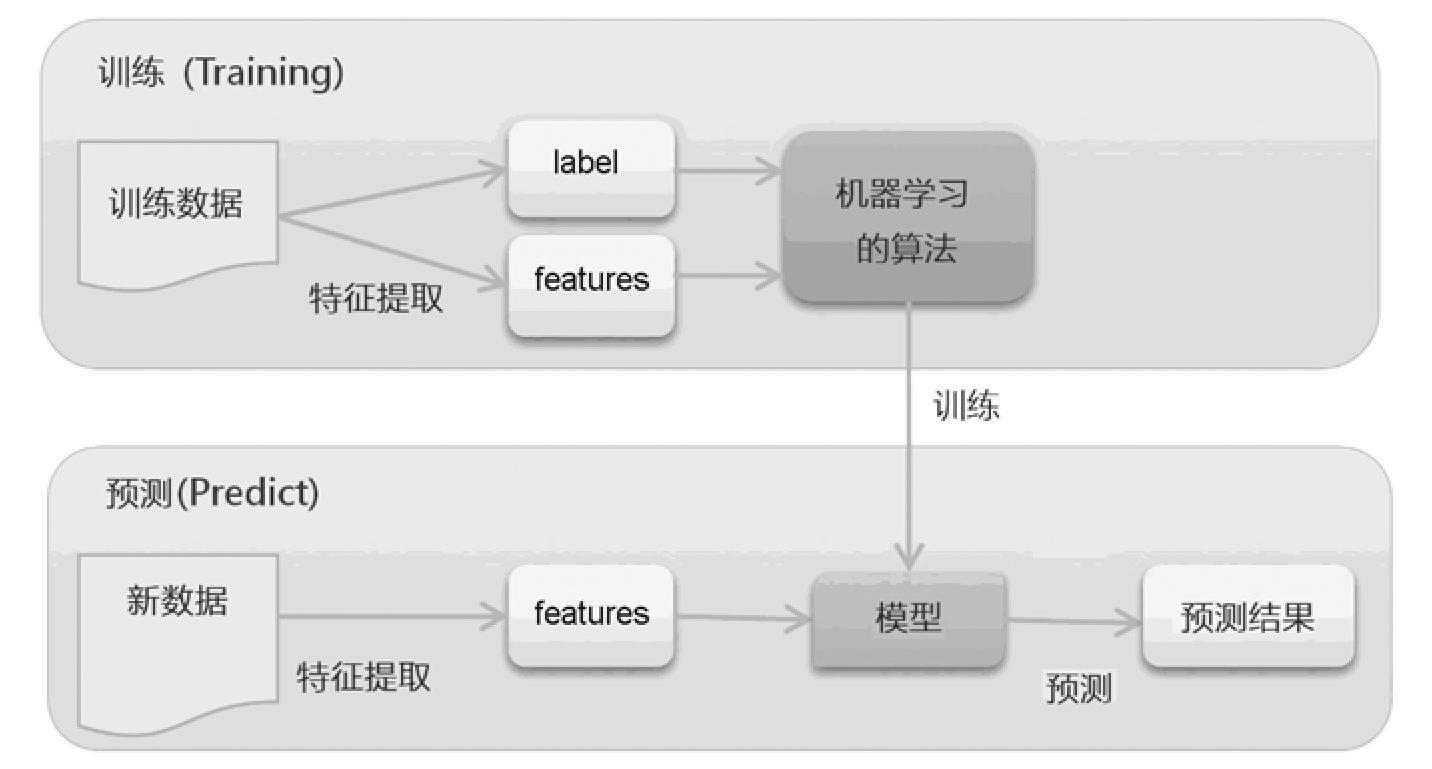 训练 (Training)
训练数据
特征提取
label
features
机器学习
的算法
训练
预测(Predict)
新数据
特征提取
features
模型
预测
预测结果